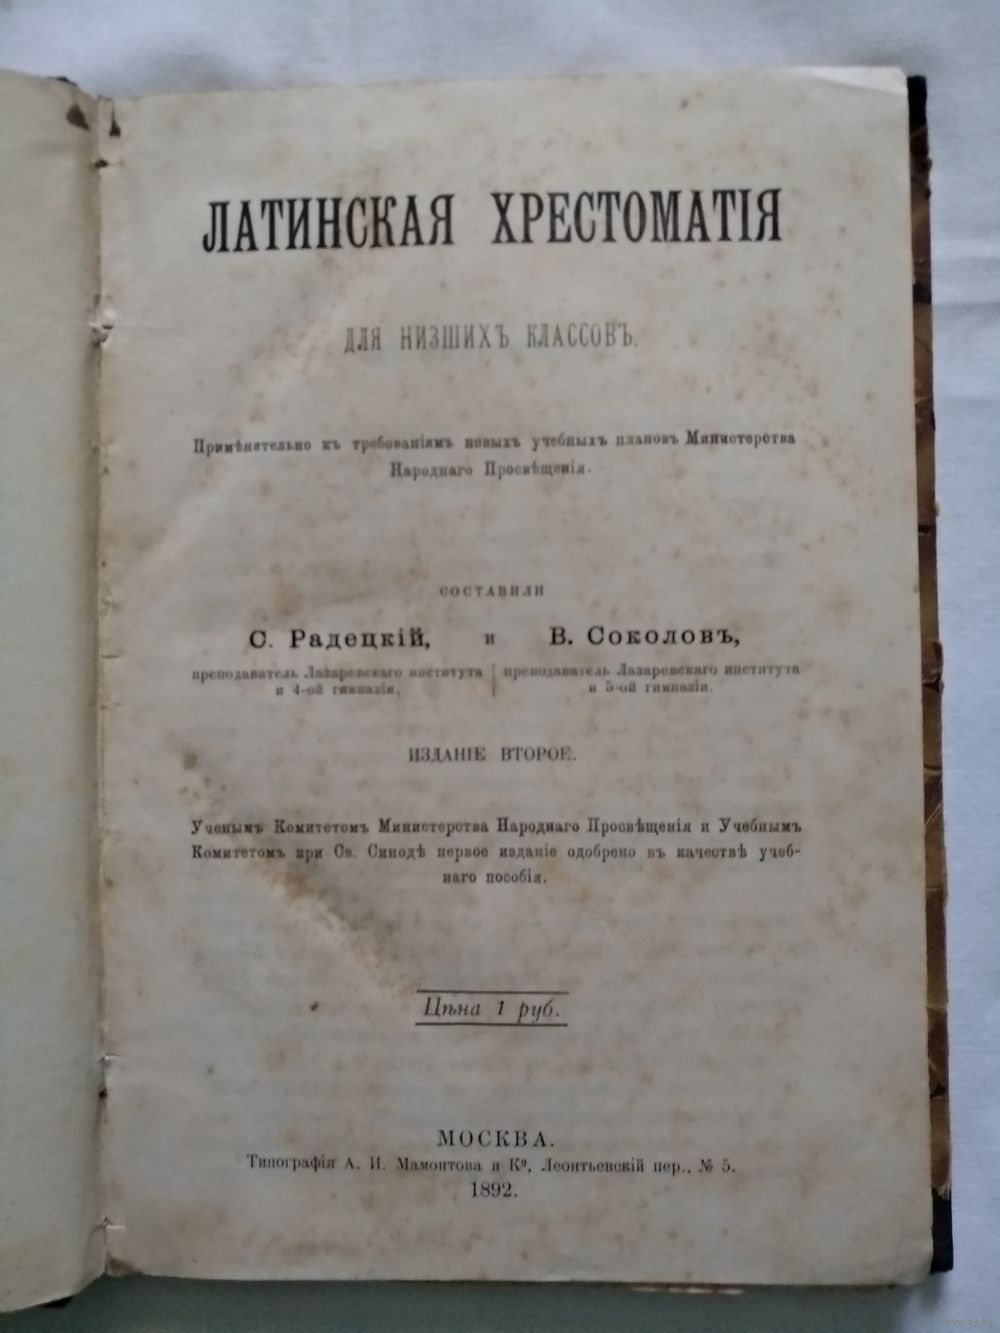 ЛАТИНСКАЯ ХРЕСТОМАТІЯ
ДЛЯ НИЗШИХЪ КЛАССОВЪ.
Примѣнительно къ требованіямъ новыхъ учебныхъ плановъ Министерства
Народнаго Просвѣщенія.
СОСТАВИЛИ
С. Радецкій, и В. Соколовъ,
преподаватель Лазаревскаго института
и 4-ой гимназіи,
преподаватель Лазаревскаго института
и 5-ой гимназіи.
ИЗДАНІЕ ВТОРОЕ.
Ученымъ Комитетомъ Министерства Народнаго Просвѣщенія и Учебнымъ
Комитетомъ при Св. Синодѣ первое изданіе одобрено въ качествѣ учеб-
наго пособія.
Цѣна 1 руб.
МОСКВА.
Типографія А. И. Мамонтова и Кº, Леонтьевскій пер., № 5.
1892.
www.ay.by